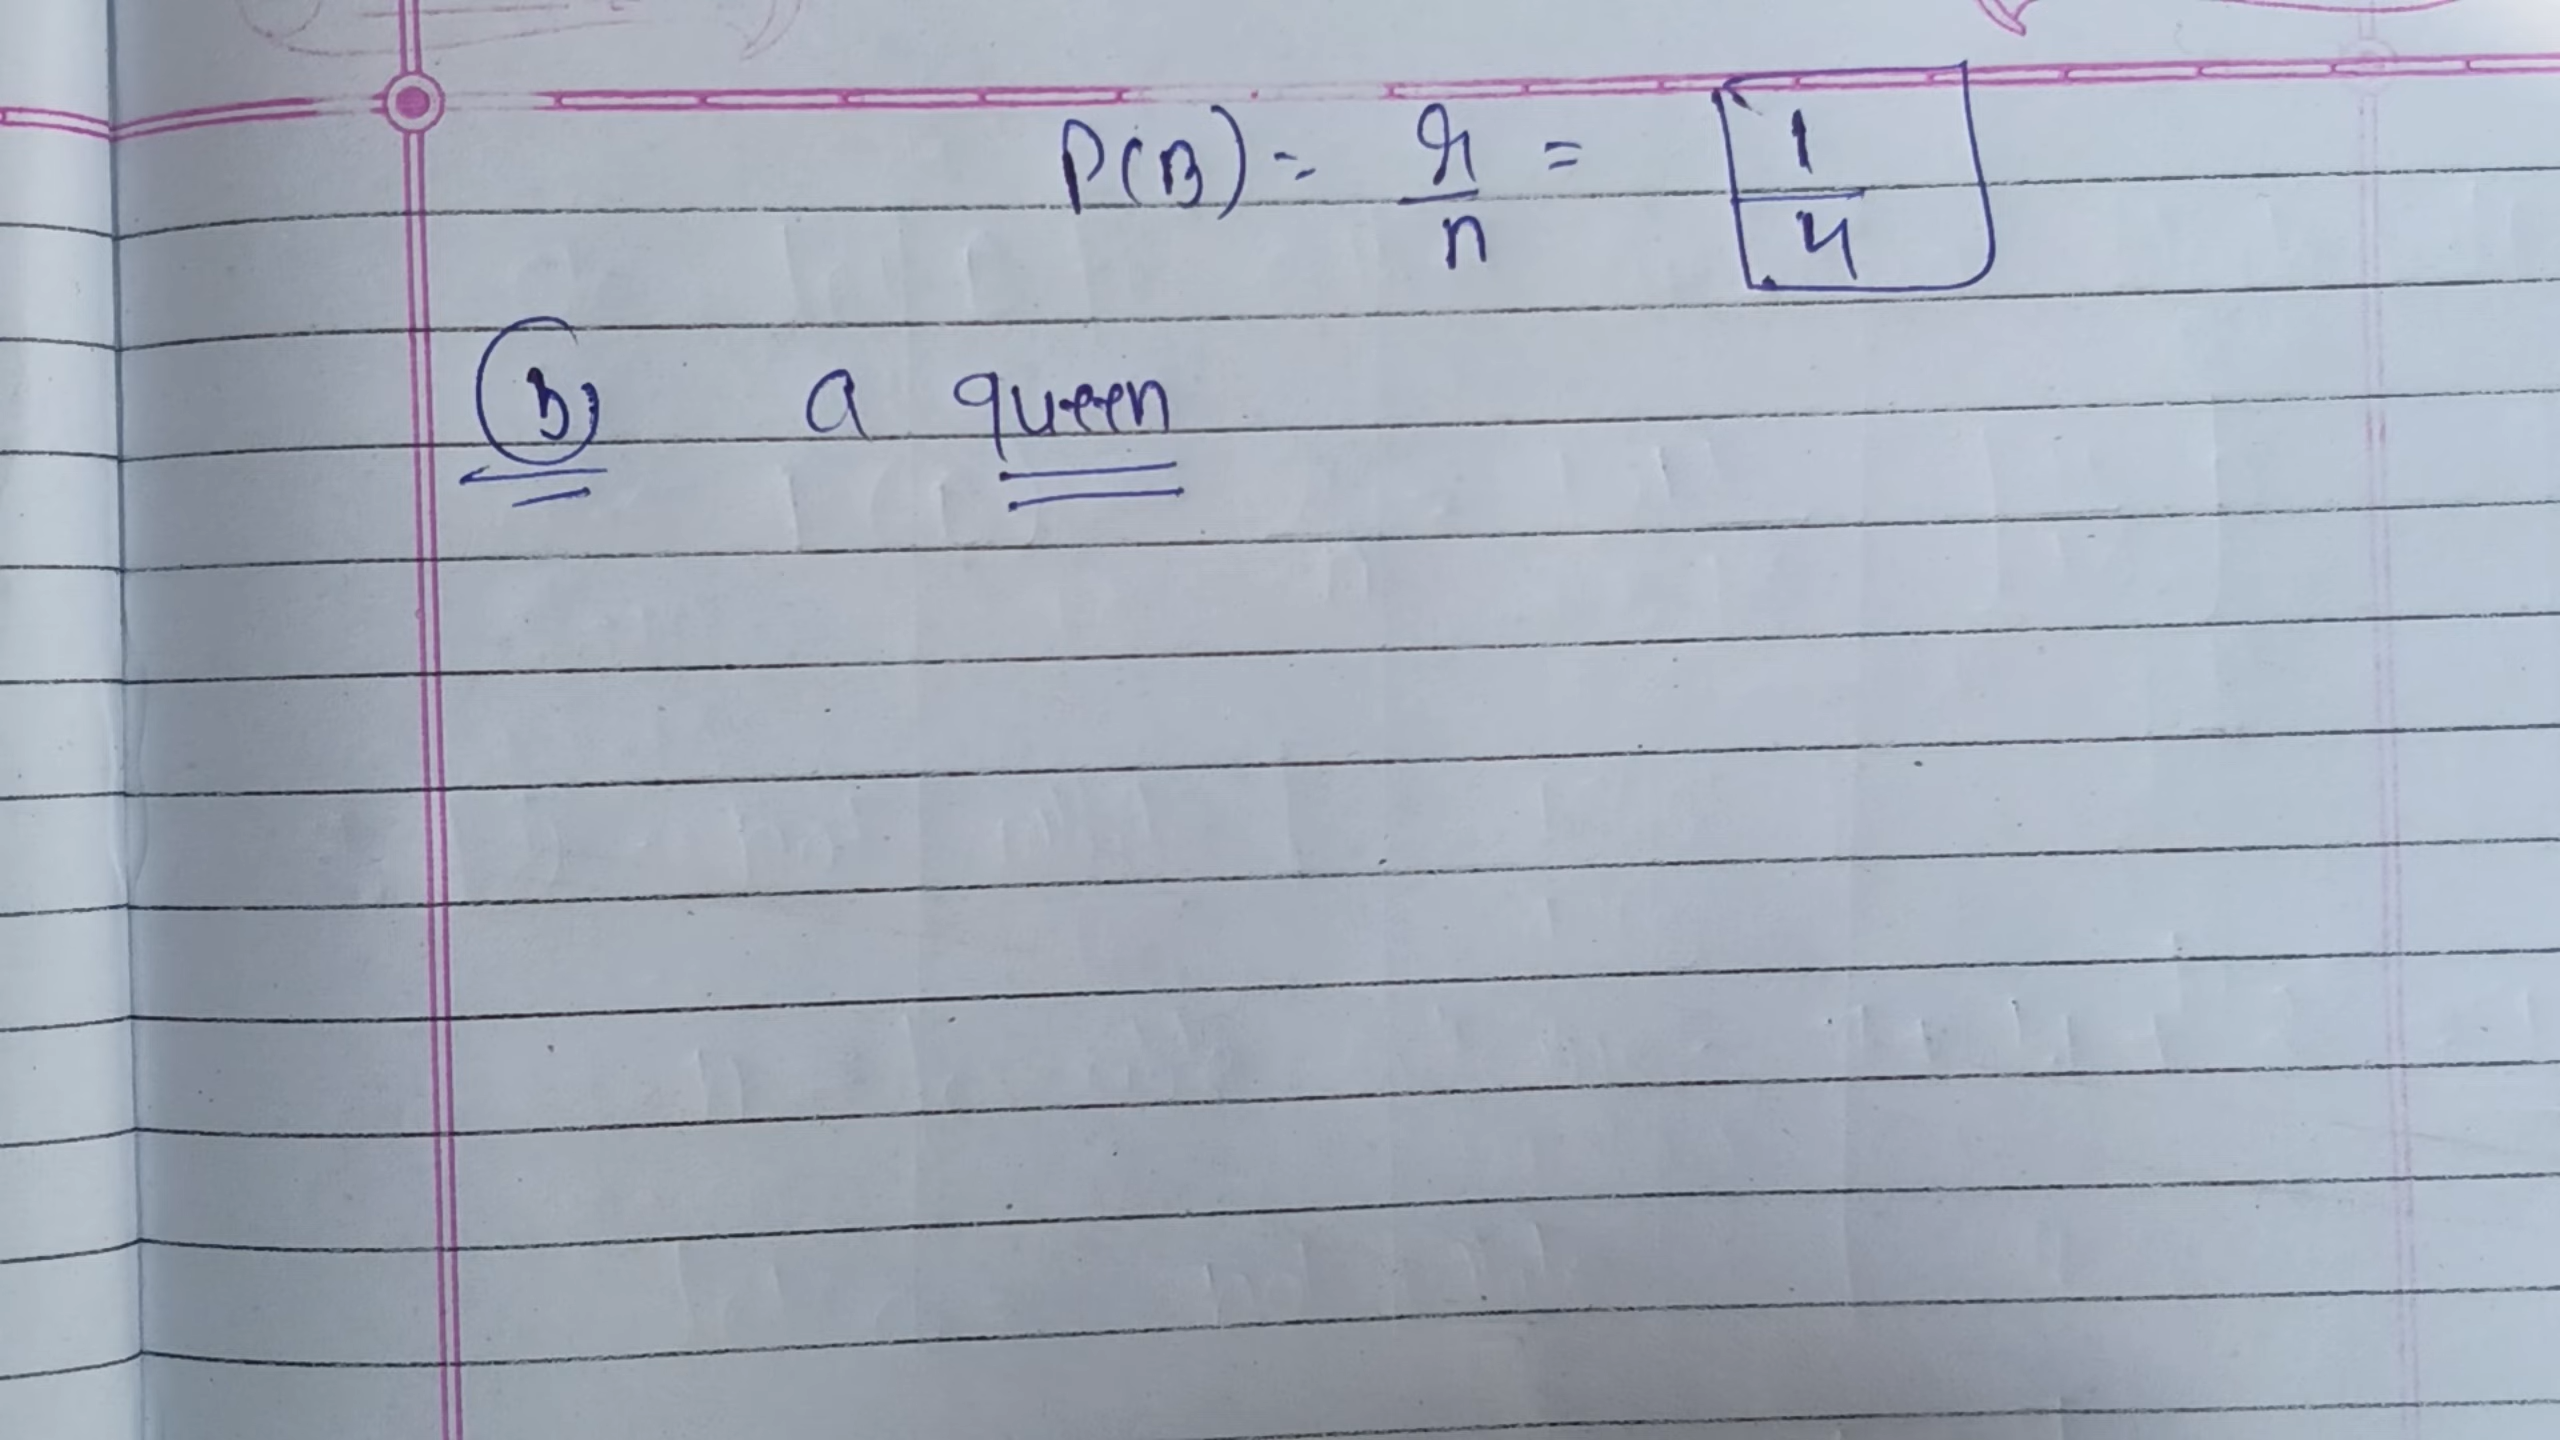 P(B) = r/n = 1/4
B) a queen